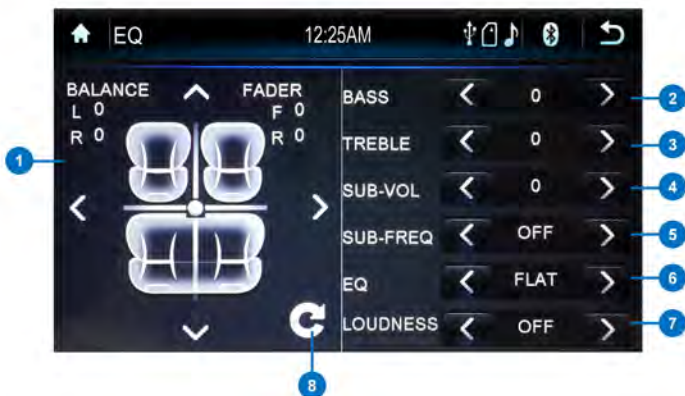 EQ 12:25AM
BALANCE FADER
L 0 F 0
R 0 R 0
BASS 0
TREBLE 0
SUB-VOL 0
SUB-FREQ OFF
EQ FLAT
LOUDNESS OFF
1
2
3
4
5
6
7
8